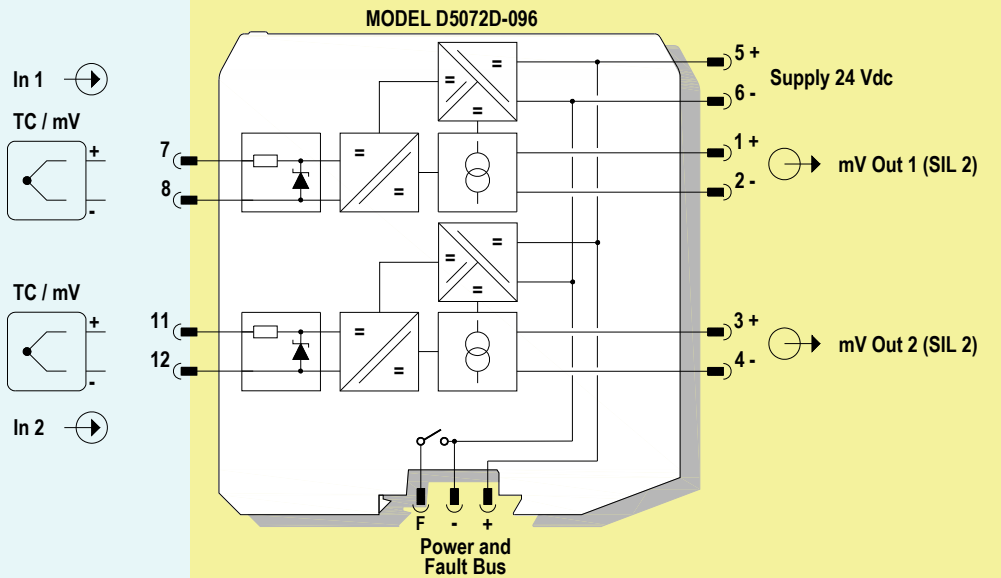 MODEL D5072D-096
In 1
TC / mV
+
-
7
8
5 +
6 -
Supply 24 Vdc
1 +
2 -
mV Out 1 (SIL 2)
=
=
=
=
=
TC / mV
+
-
11
12
=
=
=
=
=
3 +
4 -
mV Out 2 (SIL 2)
In 2
F - +
Power and
Fault Bus